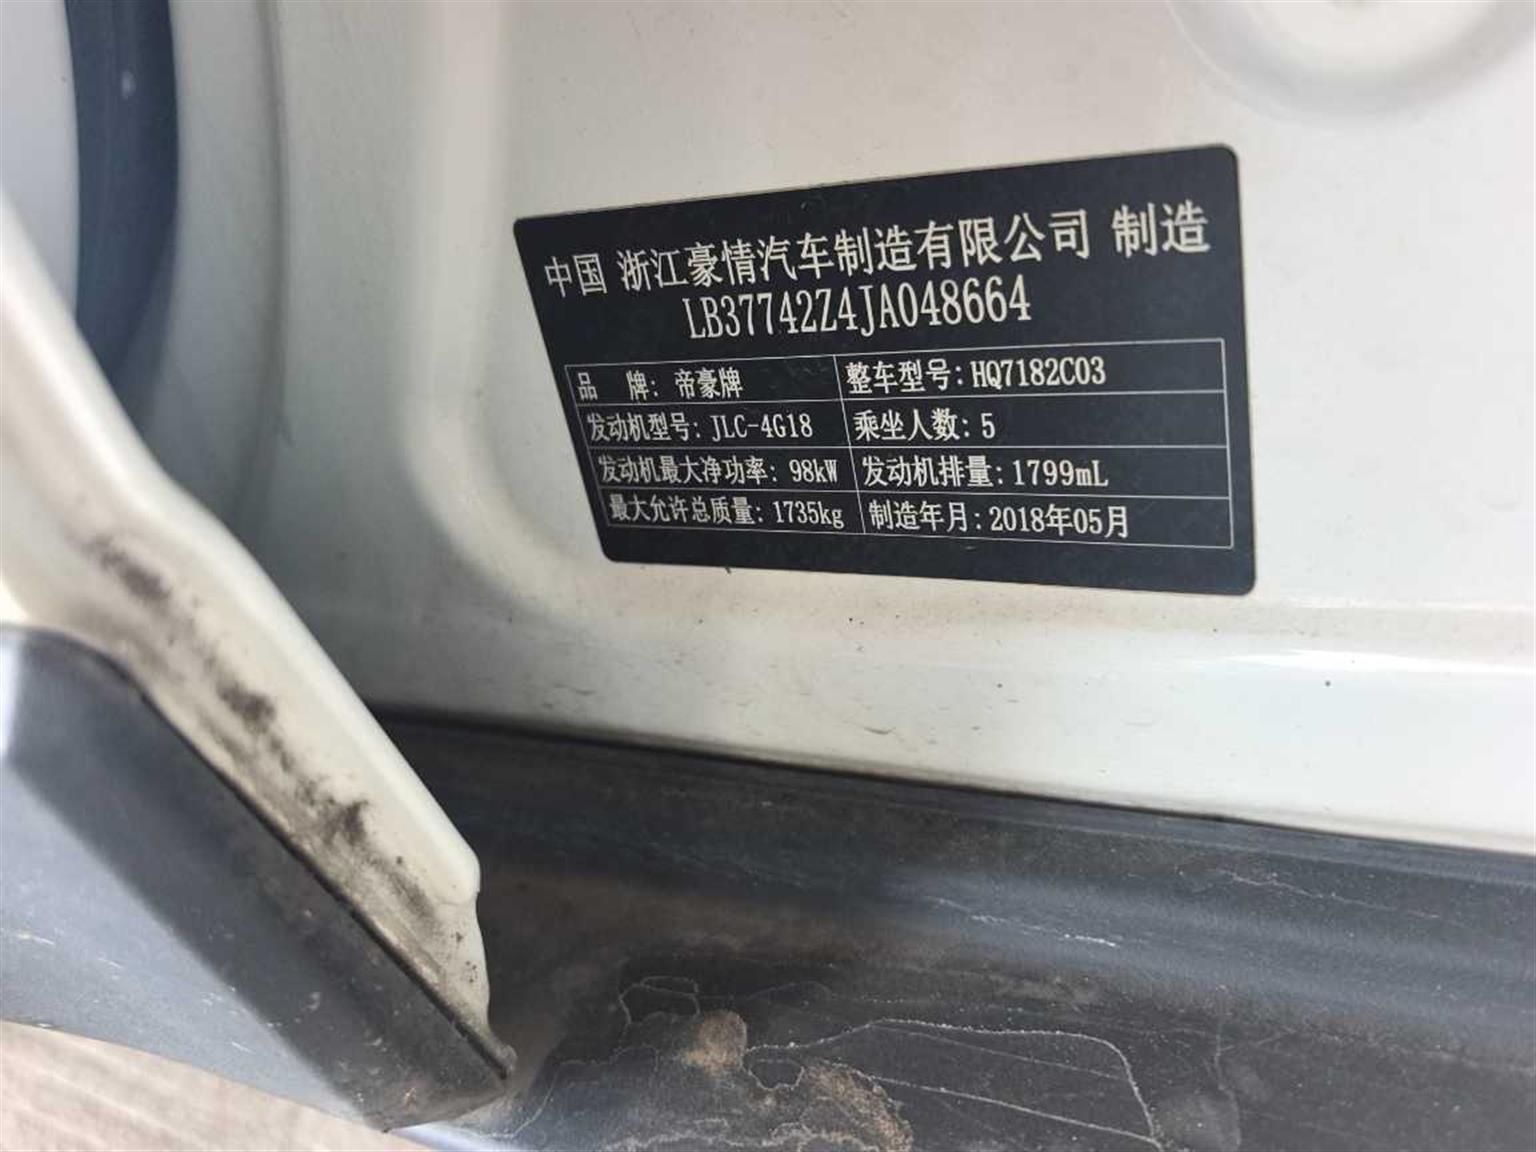 中国 浙江豪情汽车制造有限公司 制造
LB37742Z4JA048664
品 牌: 帝豪牌 整车型号: HQ7182C03
发动机型号: JLC-4G18 乘坐人数: 5
发动机最大净功率: 98kW 发动机排量: 1799mL
最大允许总质量: 1735kg 制造年月: 2018年05月